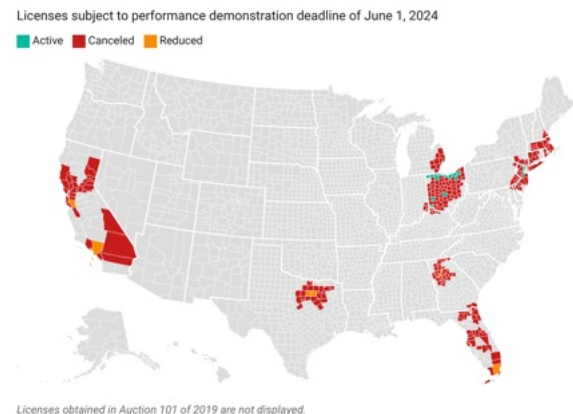 Licenses subject to performance demonstration deadline of June 1, 2024
Active Canceled Reduced
Licenses obtained in Auction 101 of 2019 are not displayed.